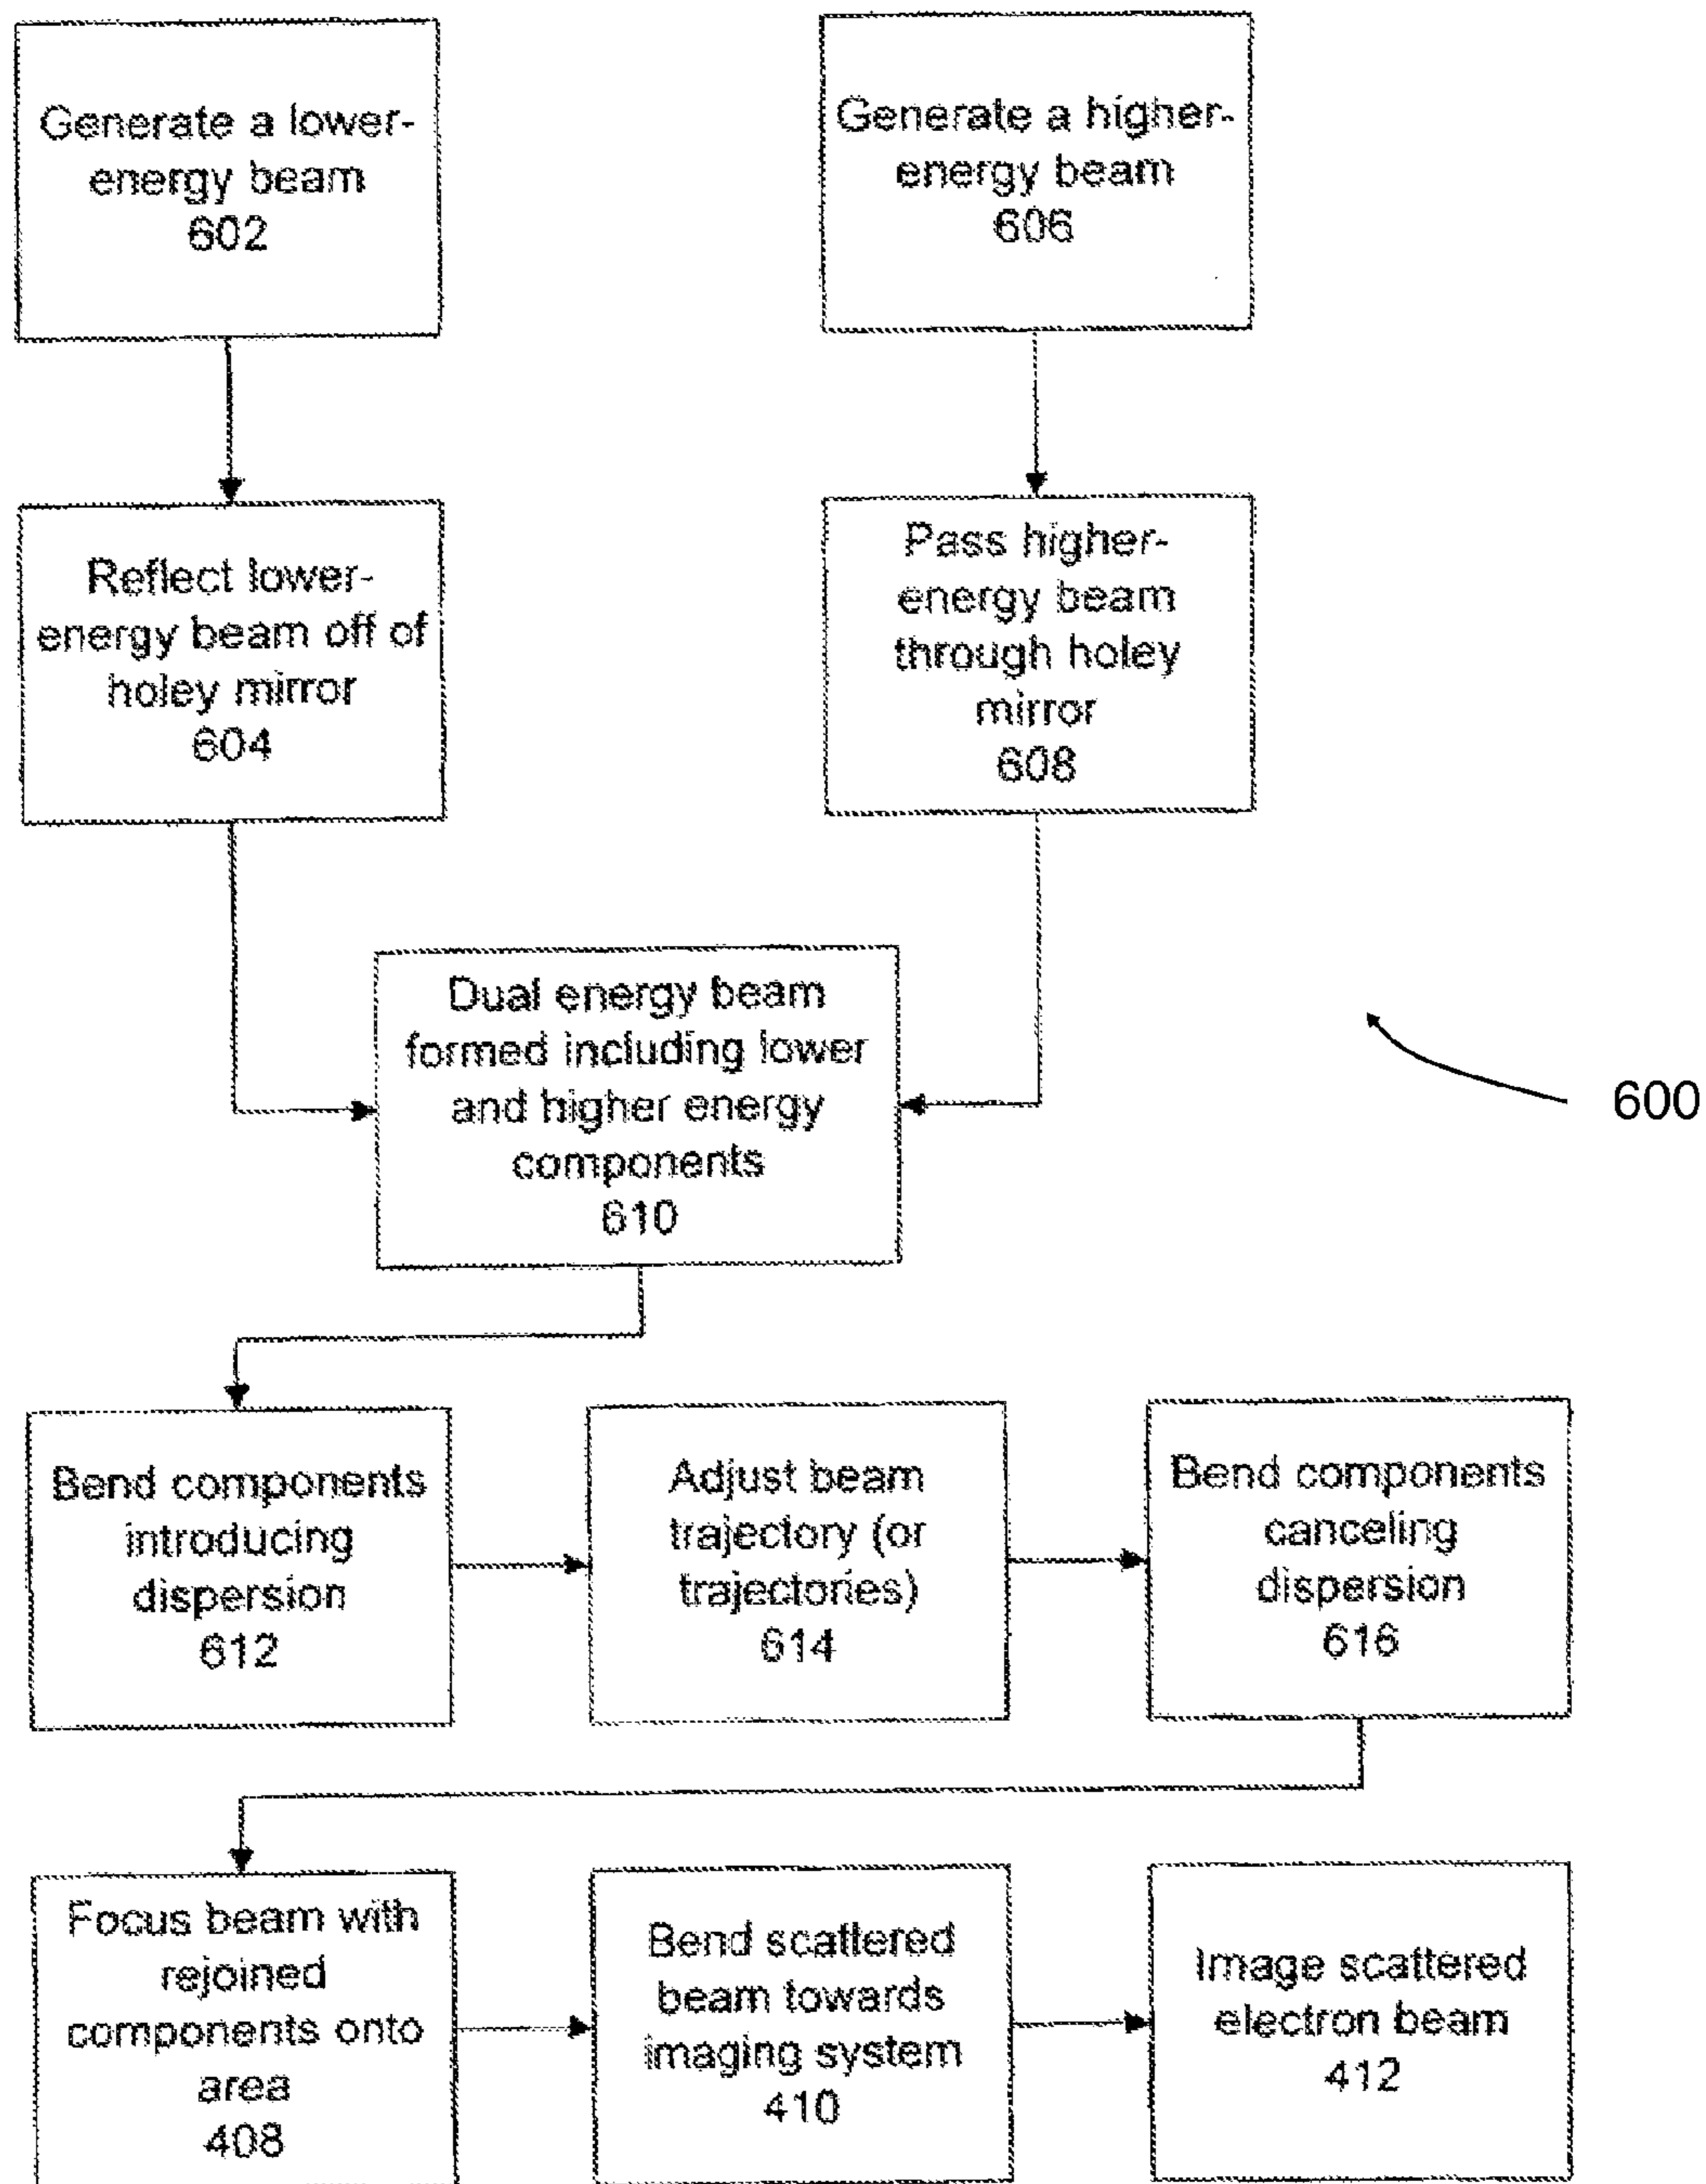 Generate a lower-
energy beam
602
Generate a higher-
energy beam
606
Reflect lower-
energy beam off of
holey mirror
604
Pass higher-
energy beam
through holey
mirror
608
Dual energy beam
formed including lower
and higher energy
components
610
600
Bend components
introducing
dispersion
612
Adjust beam
trajectory (or
trajectories)
614
Bend components
canceling
dispersion
616
Focus beam with
rejoined
components onto
area
408
Bend scattered
beam towards
imaging system
410
Image scattered
electron beam
412